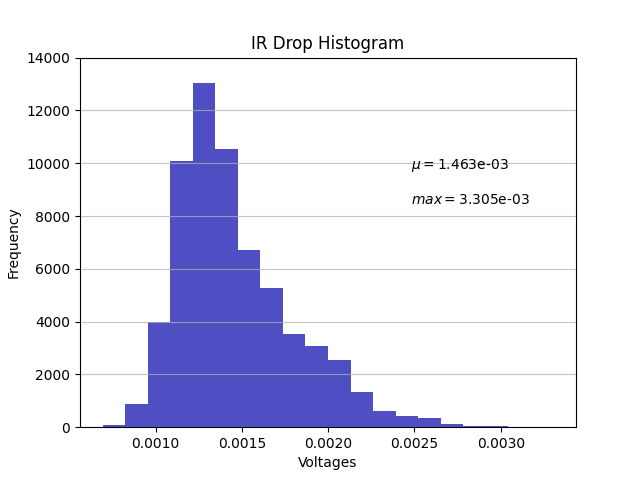 IR Drop Histogram
14000
12000
10000
8000
6000
4000
2000
0
Frequency
μ = 1.463e-03
max = 3.305e-03
0.0010 0.0015 0.0020 0.0025 0.0030
Voltages